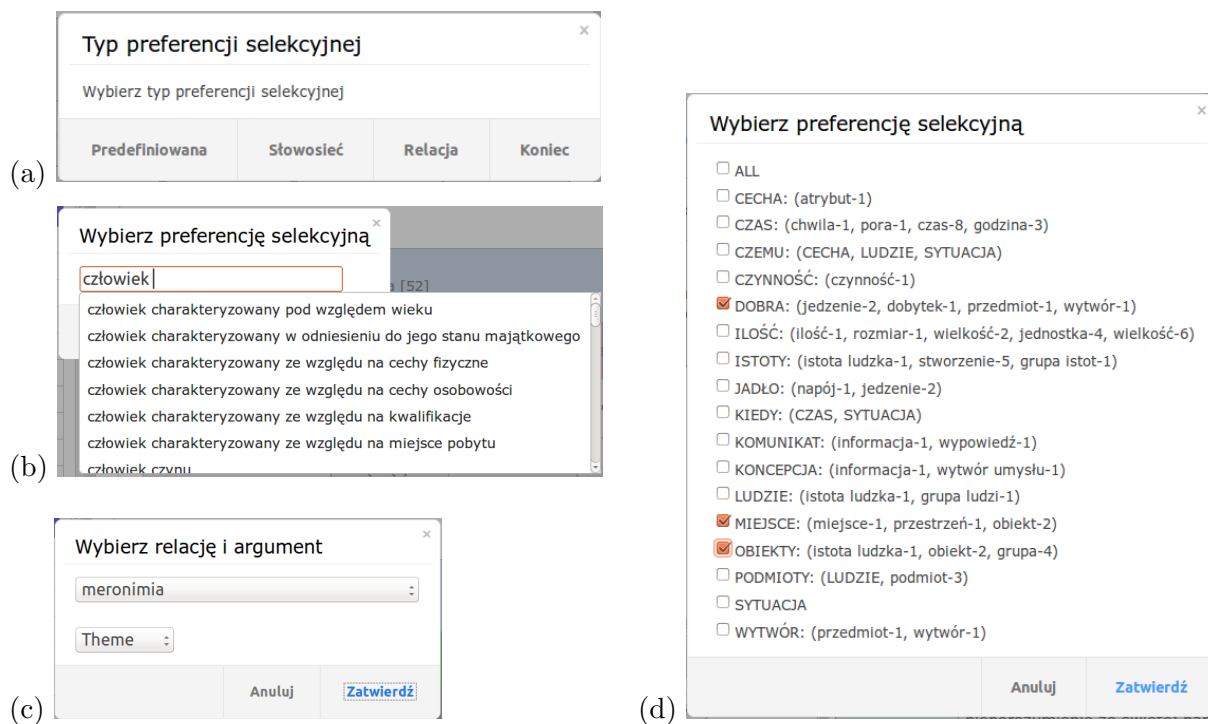 Typ preferencji selekcyjnej
×
Wybierz typ preferencji selekcyjnej
Predefiniowana Słowosieć Relacja Koniec
(a)
Wybierz preferencję selekcyjną
×
człowiek
a [52]
człowiek charakteryzowany pod względem wieku
człowiek charakteryzowany w odniesieniu do jego stanu majątkowego
człowiek charakteryzowany ze względu na cechy fizyczne
człowiek charakteryzowany ze względu na cechy osobowości
człowiek charakteryzowany ze względu na kwalifikacje
człowiek charakteryzowany ze względu na miejsce pobytu
człowiek czynu
(b)
Wybierz relację i argument
×
meronimia
Theme
Anuluj Zatwierdź
(c)
Wybierz preferencję selekcyjną
×
ALL
CECHA: (atrybut-1)
CZAS: (chwila-1, pora-1, czas-8, godzina-3)
CZEMU: (CECHA, LUDZIE, SYTUACJA)
CZYNNOŚĆ: (czynność-1)
DOBRA: (jedzenie-2, dobytek-1, przedmiot-1, wytwór-1)
ILOŚĆ: (ilość-1, rozmiar-1, wielkość-2, jednostka-4, wielkość-6)
ISTOTY: (istota ludzka-1, stworzenie-5, grupa istot-1)
JADŁO: (napój-1, jedzenie-2)
KIEDY: (CZAS, SYTUACJA)
KOMUNIKAT: (informacja-1, wypowiedź-1)
KONCEPCJA: (informacja-1, wytwór umysłu-1)
LUDZIE: (istota ludzka-1, grupa ludzi-1)
MIEJSCE: (miejsce-1, przestrzeń-1, obiekt-2)
OBIEKTY: (istota ludzka-1, obiekt-2, grupa-4)
PODMIOTY: (LUDZIE, podmiot-3)
SYTUACJA
WYTWÓR: (przedmiot-1, wytwór-1)
Anuluj Zatwierdź
(d)